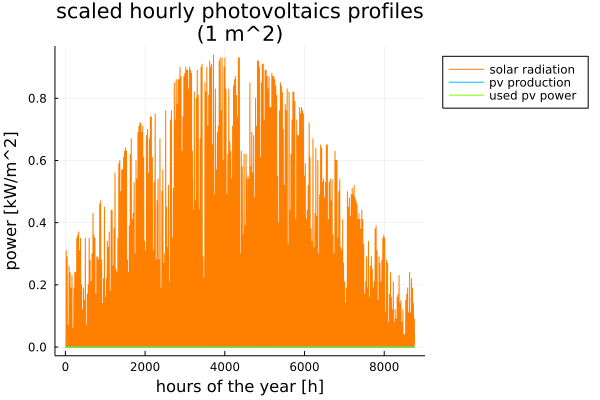 scaled hourly photovoltaics profiles
(1 m^2)
solar radiation
pv production
used pv power
power [kW/m^2]
0.8
0.6
0.4
0.2
0.0
0
2000
4000
6000
8000
hours of the year [h]